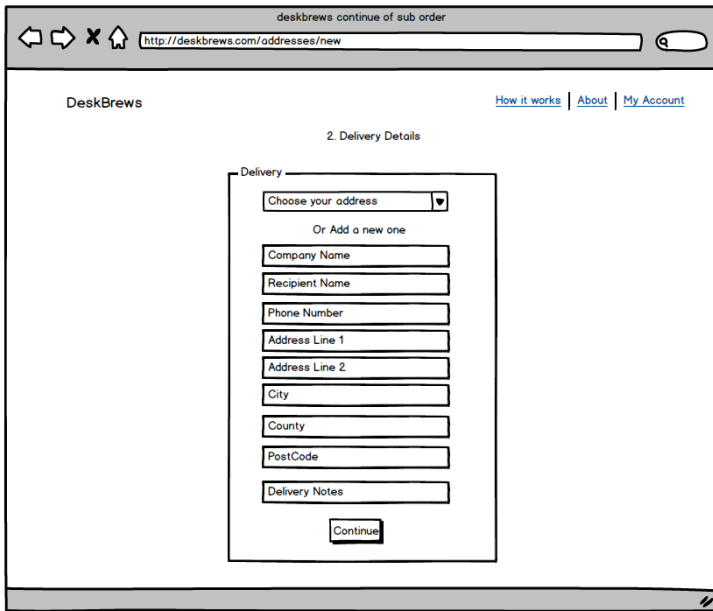 deskbrews continue of sub order
http://deskbrews.com/addresses/new
DeskBrews
How it works About My Account
2. Delivery Details
Delivery
Choose your address
Or Add a new one
Company Name
Recipient Name
Phone Number
Address Line 1
Address Line 2
City
County
PostCode
Delivery Notes
Continue